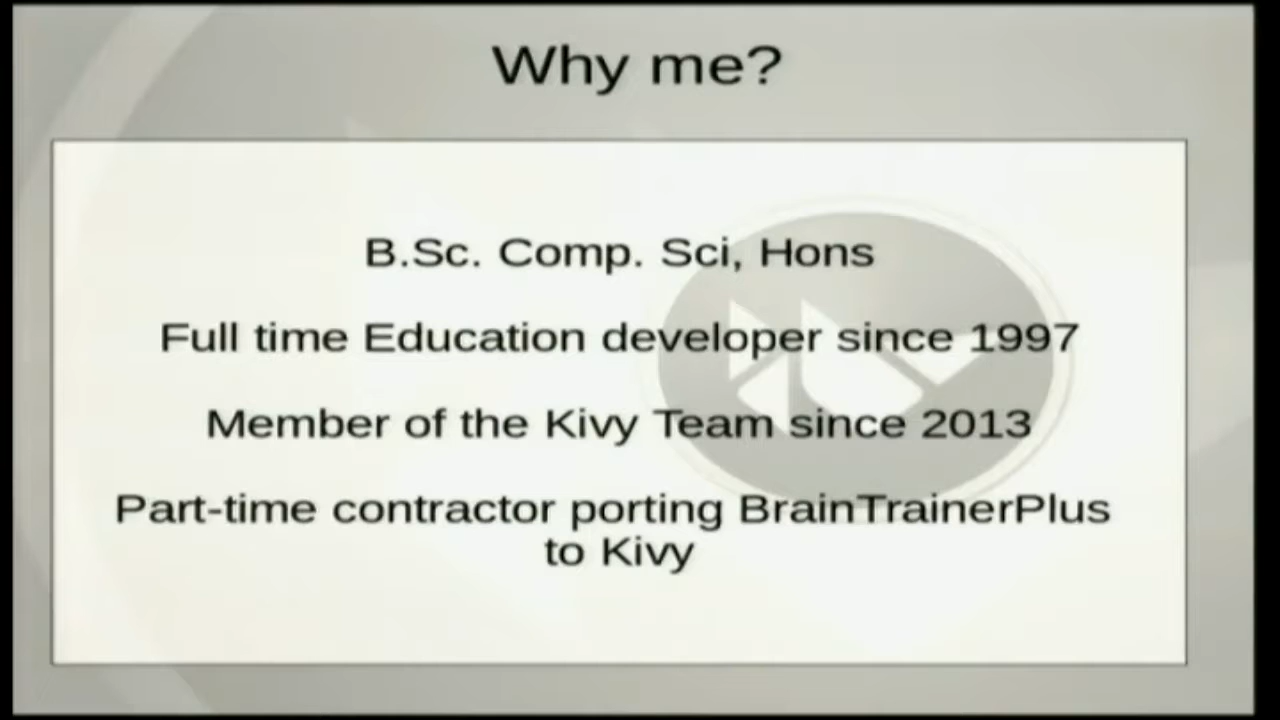 Why me?
B.Sc. Comp. Sci, Hons
Full time Education developer since 1997
Member of the Kivy Team since 2013
Part-time contractor porting BrainTrainerPlus
to Kivy